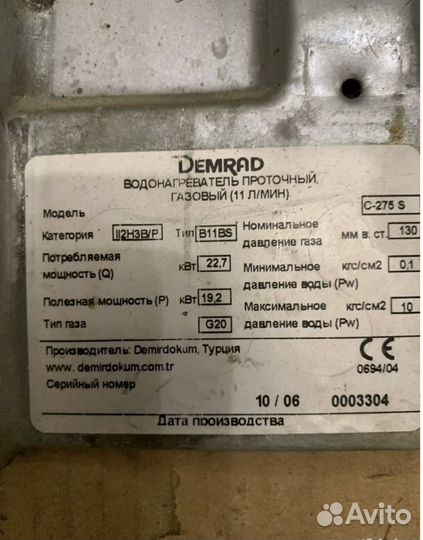 DEMRAD
ВОДОНАГРЕВАТЕЛЬ ПРОТОЧНЫЙ
ГАЗОВЫЙ (11 Л/МИН)
Модель C-275 S
Категория II2H3B/P Тип B11BS Номинальное давление газа мм в. ст. 130
Потребляемая мощность (Q) кВт 22,7 Минимальное давление воды (Pw) кгс/см2 0,1
Полезная мощность (P) кВт 19,2 Максимальное давление воды (Pw) кгс/см2 10
Тип газа G20
Производитель: Demirdokum, Турция
www. demirdokum.com.tr
CE
0694/04
Серийный номер
10 / 06 0003304
Дата производства
Avito